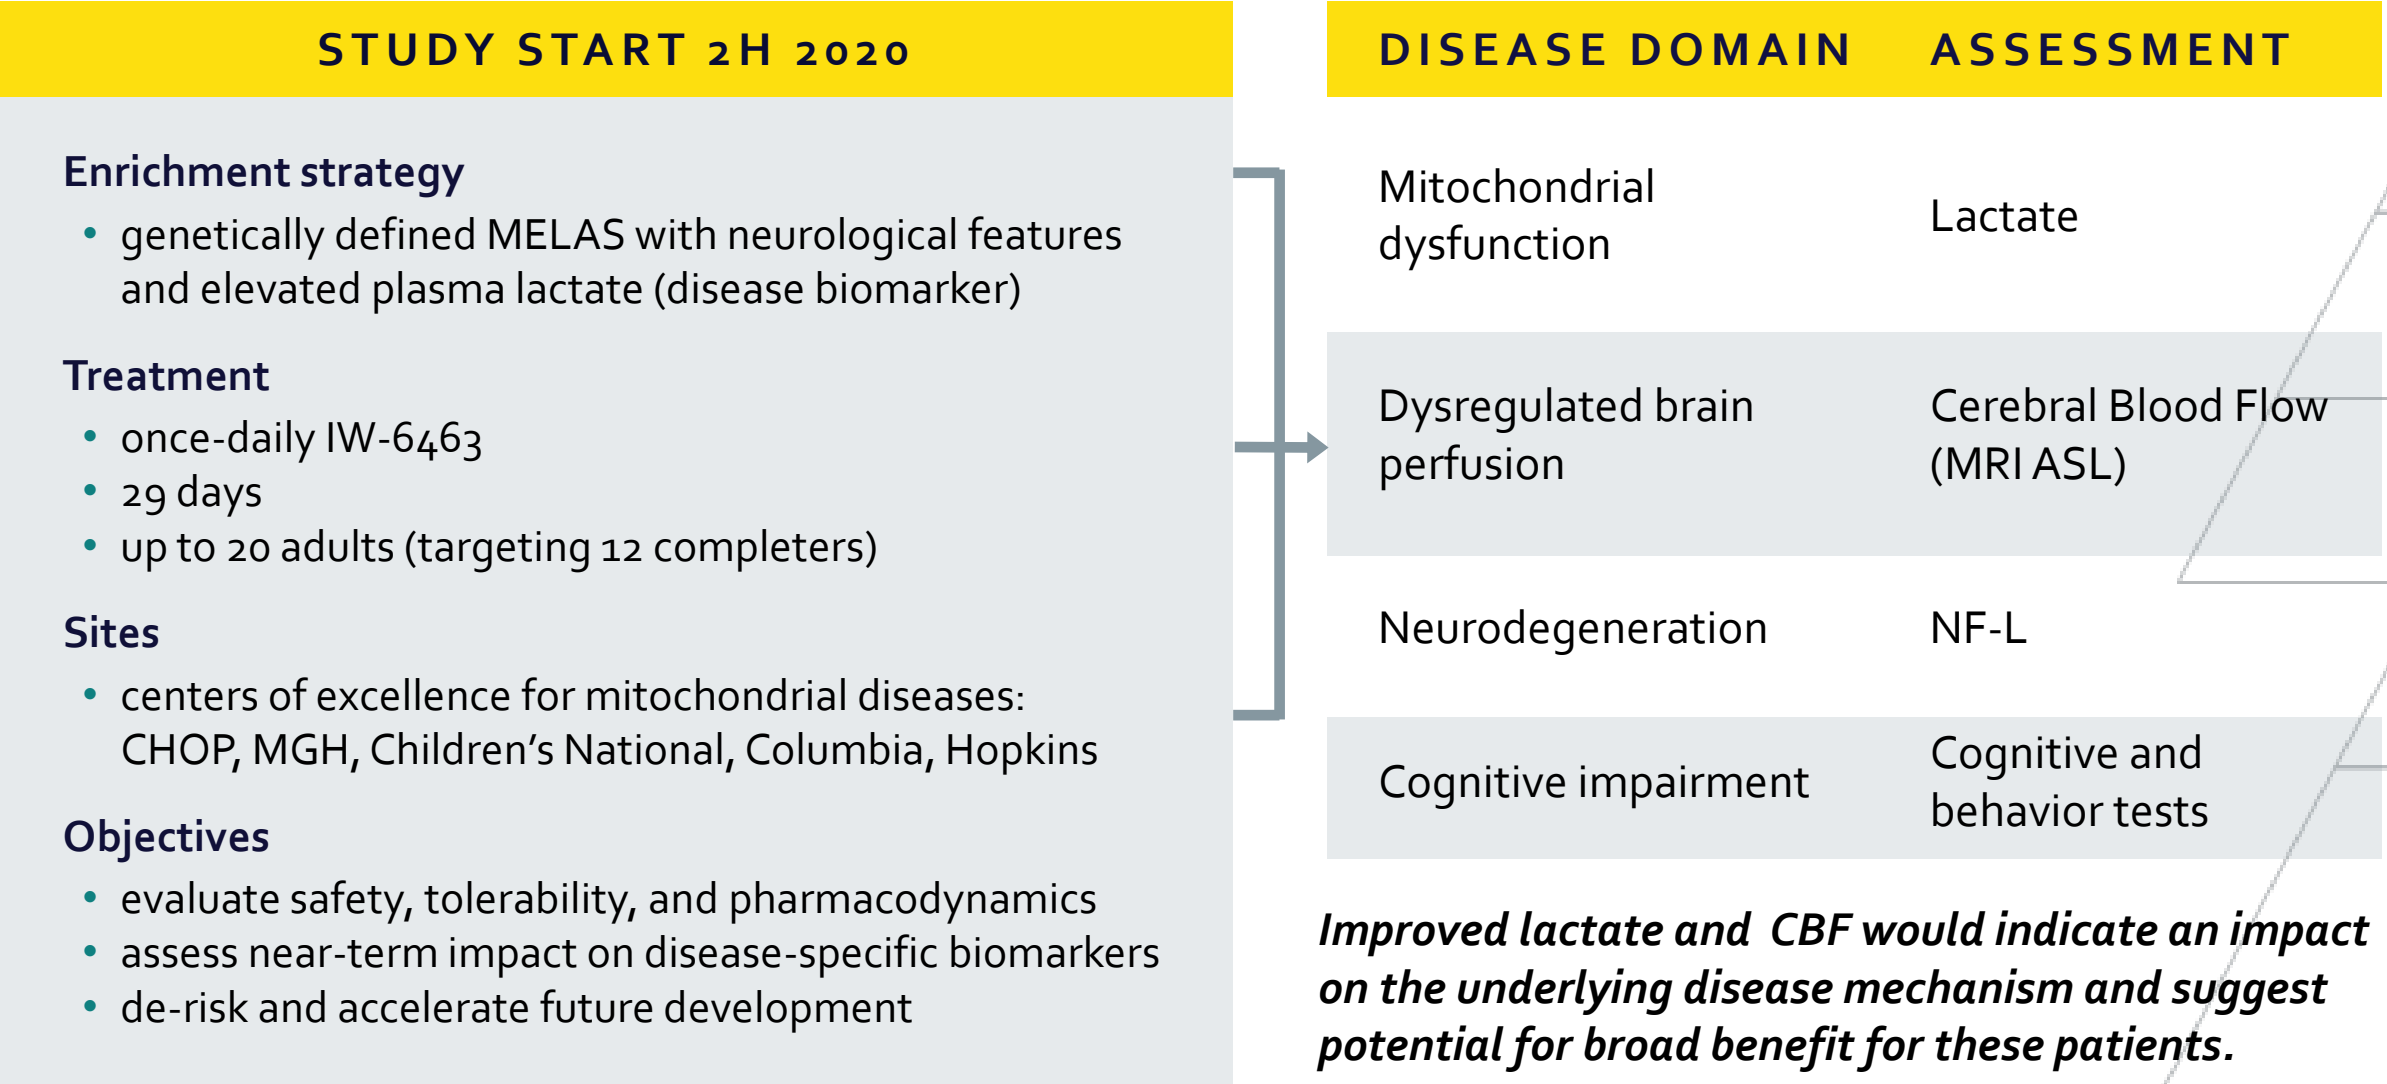 STUDY START 2H 2020
Enrichment strategy
• genetically defined MELAS with neurological features
and elevated plasma lactate (disease biomarker)
Treatment
• once-daily IW-6463
• 29 days
• up to 20 adults (targeting 12 completers)
Sites
• centers of excellence for mitochondrial diseases:
CHOP, MGH, Children’s National, Columbia, Hopkins
Objectives
• evaluate safety, tolerability, and pharmacodynamics
• assess near-term impact on disease-specific biomarkers
• de-risk and accelerate future development
DISEASE DOMAIN ASSESSMENT
Mitochondrial
dysfunction
Lactate
Dysregulated brain
perfusion
Cerebral Blood Flow
(MRI ASL)
Neurodegeneration
NF-L
Cognitive impairment
Cognitive and
behavior tests
Improved lactate and CBF would indicate an impact
on the underlying disease mechanism and suggest
potential for broad benefit for these patients.